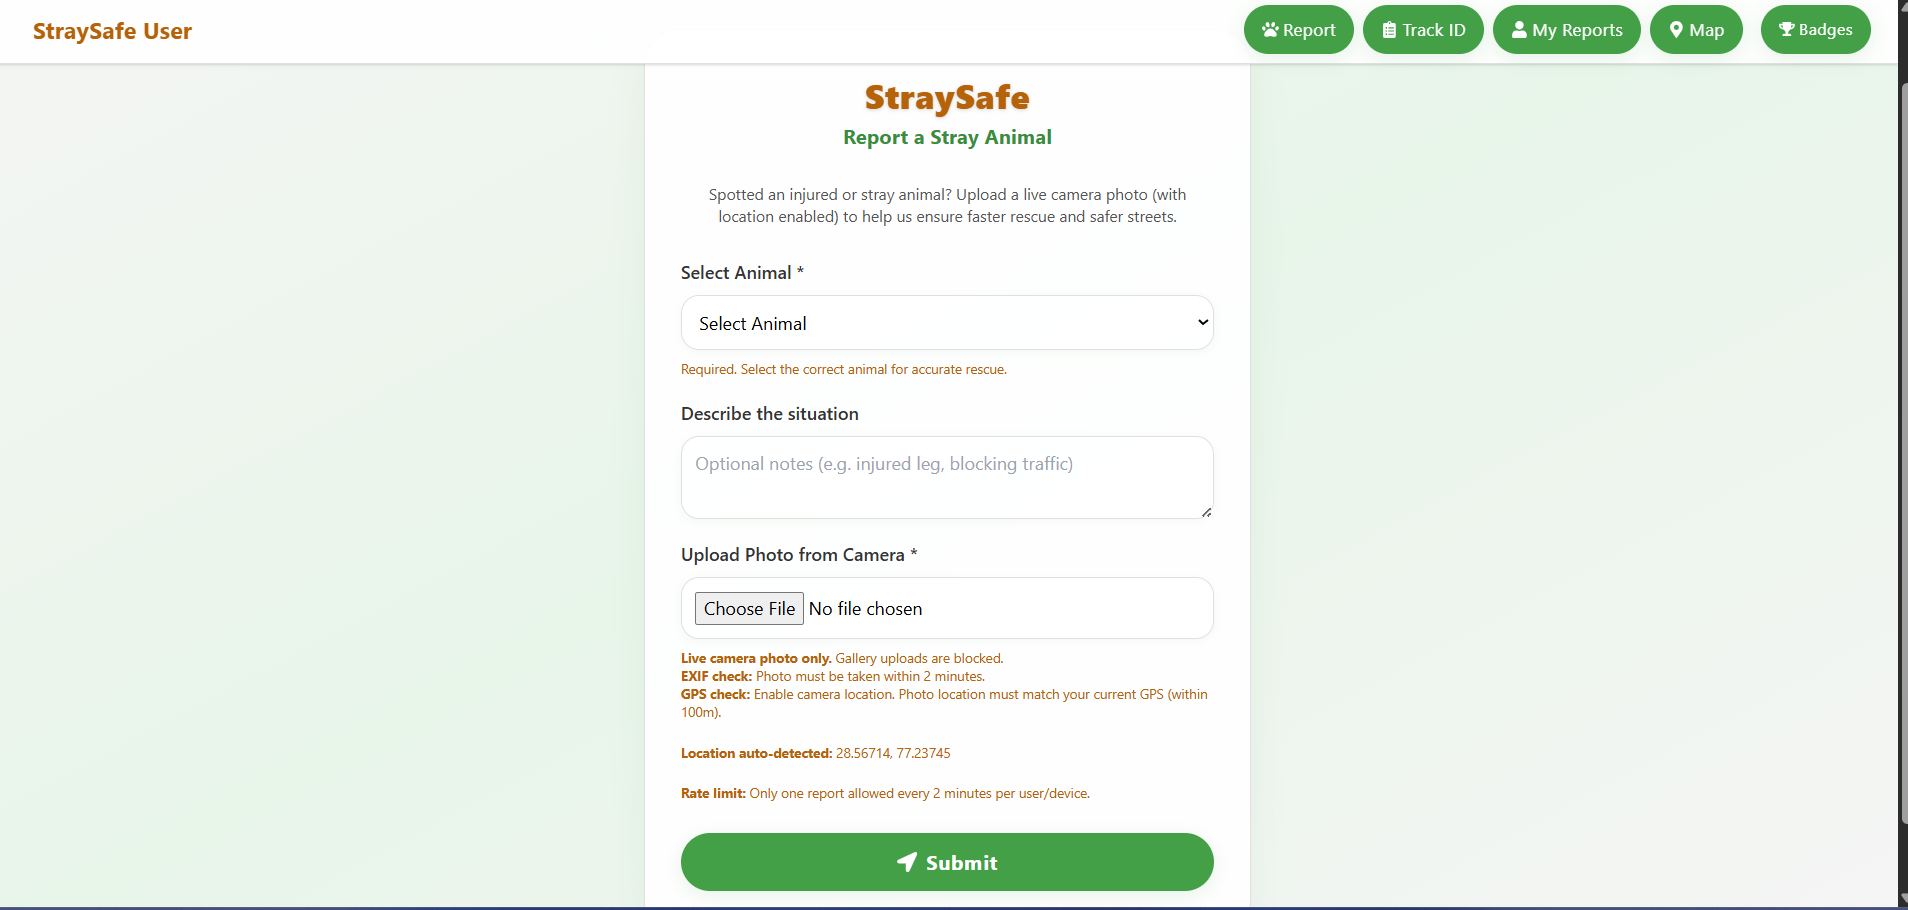 StraySafe User
Report
Track ID
My Reports
Map
Badges
StraySafe
Report a Stray Animal
Spotted an injured or stray animal? Upload a live camera photo (with
location enabled) to help us ensure faster rescue and safer streets.
Select Animal *
Select Animal
Required. Select the correct animal for accurate rescue.
Describe the situation
Optional notes (e.g. injured leg, blocking traffic)
Upload Photo from Camera *
Choose File No file chosen
Live camera photo only. Gallery uploads are blocked.
EXIF check: Photo must be taken within 2 minutes.
GPS check: Enable camera location. Photo location must match your current GPS (within
100m).
Location auto-detected: 28.56714, 77.23745
Rate limit: Only one report allowed every 2 minutes per user/device.
Submit